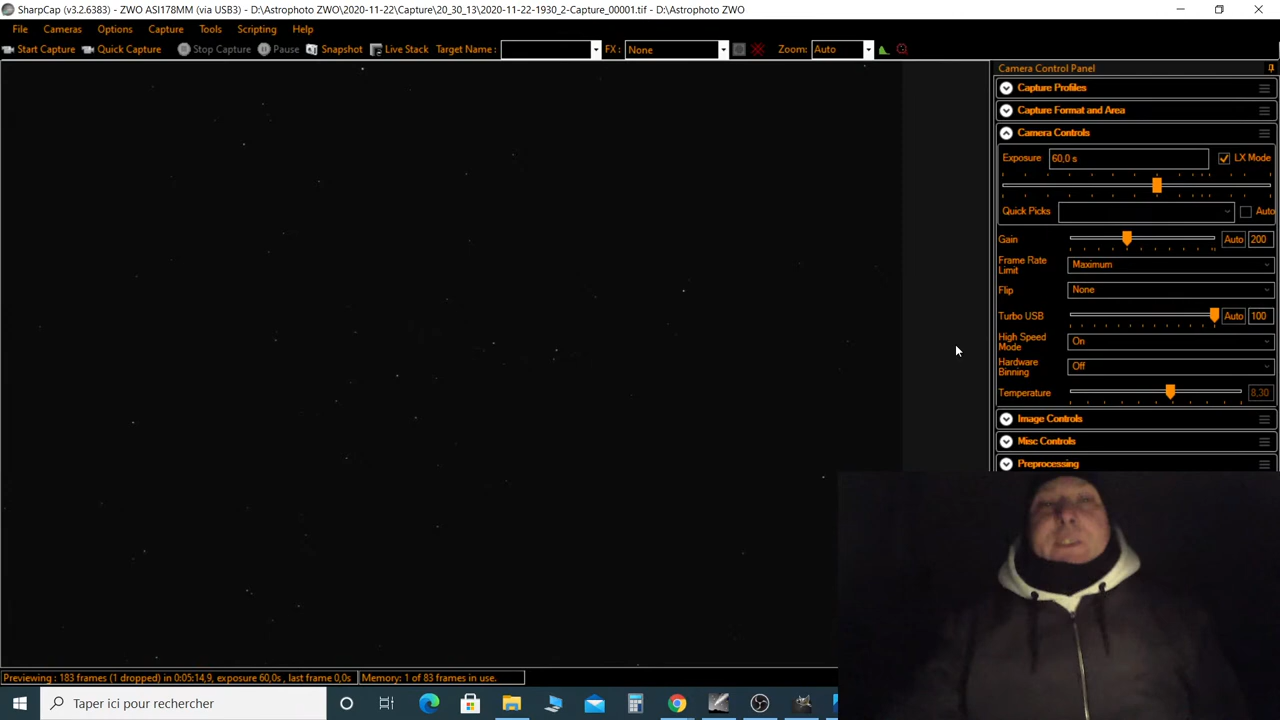 SharpCap (v3.2.6383) - ZWO ASI178MM (via USB3) - D:\Astrophoto ZWO\2020-11-22\Capture\20_30_13\2020-11-22-1930_2-Capture_00001.tif - D:\Astrophoto ZWO
File Cameras Options Capture Tools Scripting Help
Start Capture Quick Capture Stop Capture Pause Snapshot Live Stack Target Name : FX : None Zoom: Auto
Camera Control Panel
Capture Profiles
Capture Format and Area
Camera Controls
Exposure 60,0 s LX Mode
Quick Picks Auto
Gain Auto 200
Frame Rate Limit Maximum
Flip None
Turbo USB Auto 100
High Speed Mode On
Hardware Binning Off
Temperature 8,30
Image Controls
Misc Controls
Preprocessing
Previewing : 183 frames (1 dropped) in 0:05:14,9, exposure 60,0s , last frame 0,0s Memory: 1 of 83 frames in use.
Taper ici pour rechercher